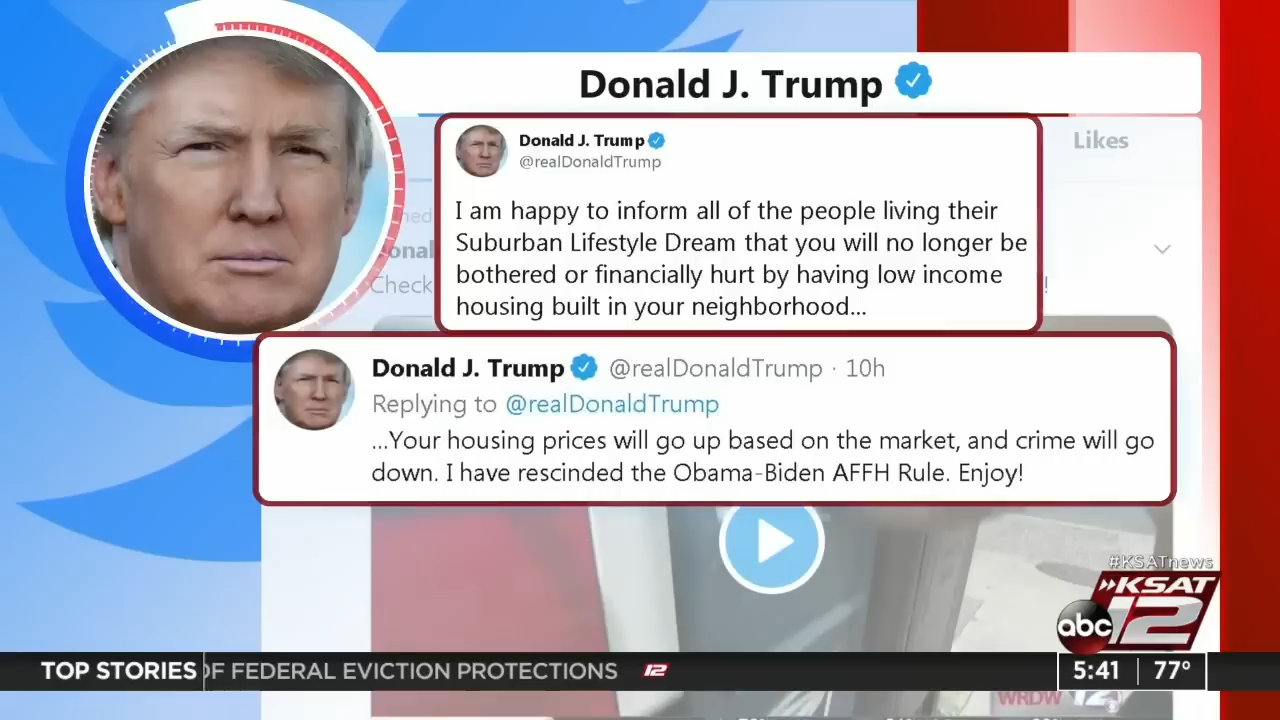 Donald J. Trump
Donald J. Trump
@realDonaldTrump
Likes
I am happy to inform all of the people living their
Suburban Lifestyle Dream that you will no longer be
bothered or financially hurt by having low income
housing built in your neighborhood...
Check
Donald J. Trump @realDonaldTrump · 10h
Replying to @realDonaldTrump
...Your housing prices will go up based on the market, and crime will go
down. I have rescinded the Obama-Biden AFFH Rule. Enjoy!
#KSATnews
KSAT
abc 12
TOP STORIES OF FEDERAL EVICTION PROTECTIONS 12
5:41 77°
WRDW 12